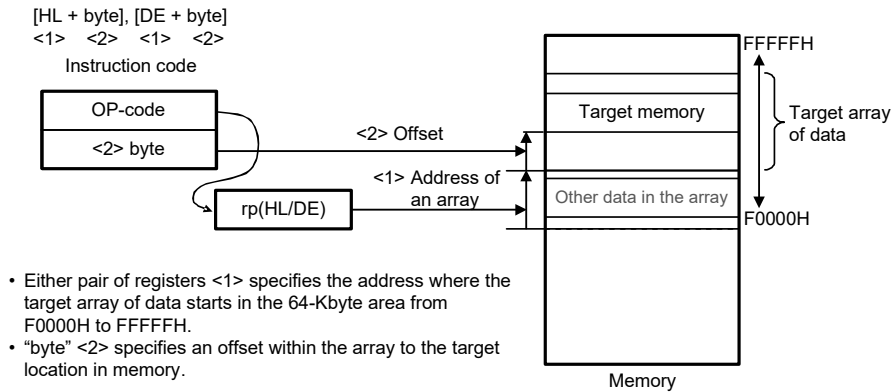 [HL + byte], [DE + byte]
<1> <2> <1> <2>
Instruction code
OP-code
<2> byte
<2> Offset
<1> Address of
an array
rp(HL/DE)
FFFFFH
Target memory
Target array
of data
Other data in the array
F0000H
Memory
• Either pair of registers <1> specifies the address where the
target array of data starts in the 64-Kbyte area from
F0000H to FFFFFH.
• “byte” <2> specifies an offset within the array to the target
location in memory.